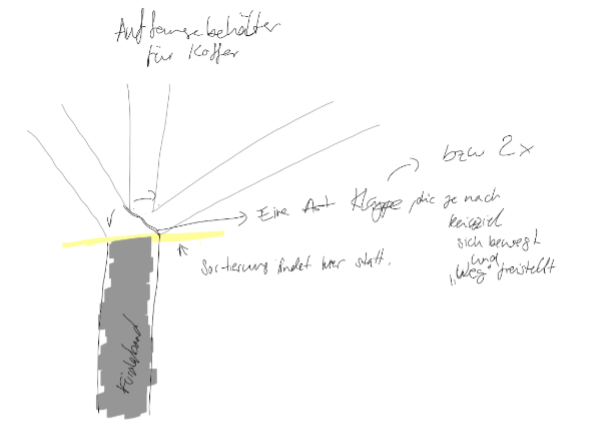 Auffangebehälter
für Koffer
bzw 2x
Eine Art Klappe, die je nach
Reiseziel
sich bewegt
und
„Weg“ freistellt
Sortierung findet hier statt.
Förderband